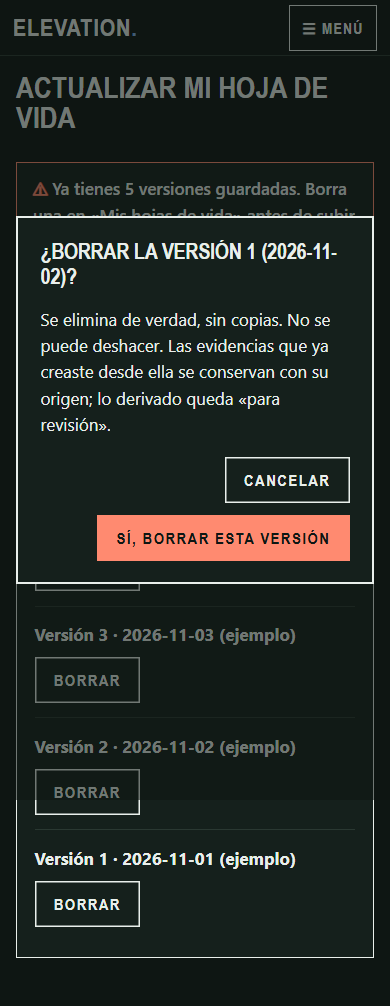 ELEVATION.
☰ MENÚ
ACTUALIZAR MI HOJA DE
VIDA
⚠ Ya tienes 5 versiones guardadas. Borra
una en «Mis hojas de vida» antes de subir
¿BORRAR LA VERSIÓN 1 (2026-11-
02)?
Se elimina de verdad, sin copias. No se
puede deshacer. Las evidencias que ya
creaste desde ella se conservan con su
origen; lo derivado queda «para
revisión».
CANCELAR
SÍ, BORRAR ESTA VERSIÓN
Versión 3 · 2026-11-03 (ejemplo)
BORRAR
Versión 2 · 2026-11-02 (ejemplo)
BORRAR
Versión 1 · 2026-11-01 (ejemplo)
BORRAR